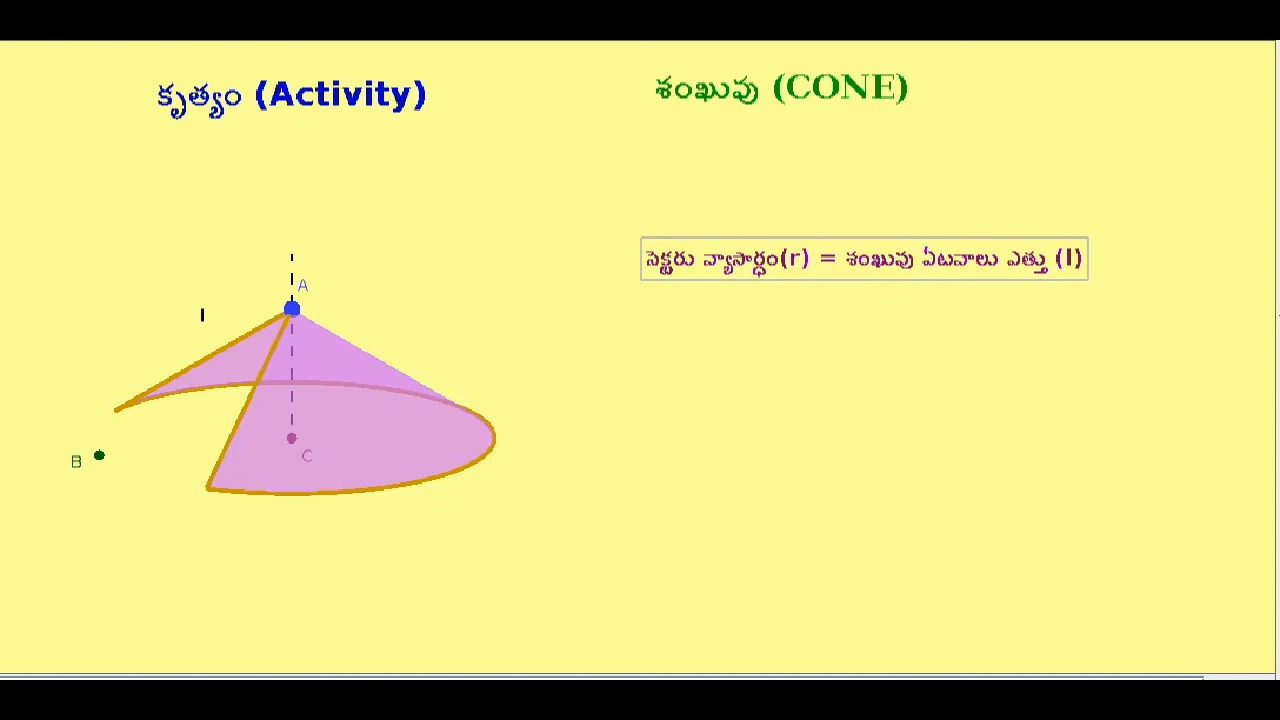 కృత్యం (Activity)
శంఖువు (CONE)
సెక్టరు వ్యాసార్ధం(r) = శంఖువు ఏటవాలు ఎత్తు (l)
A
l
B
C